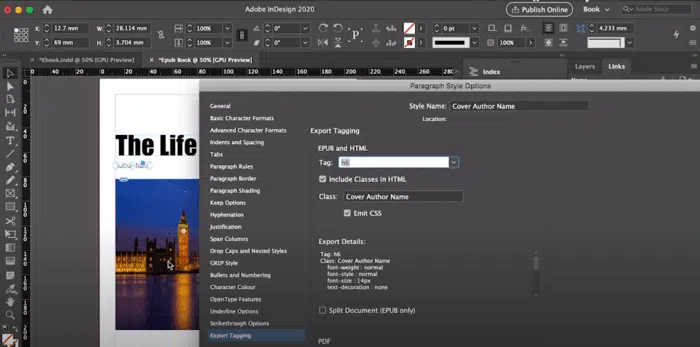 Adobe InDesign 2020
Publish Online
Book
Adobe Stock
X: 12.7 mm
W: 28.114 mm
100%
0°
0 pt
4.233 mm
Y: 69 mm
H: 3.704 mm
100%
0°
100%
*Ebook.indd @ 50% [GPU Preview]
*Epub Book @ 50% [GPU Preview]
Index
Layers
Links
Paragraph Style Options
General
Basic Character Formats
Advanced Character Formats
Indents and Spacing
Tabs
Paragraph Rules
Paragraph Border
Paragraph Shading
Keep Options
Hyphenation
Justification
Span Columns
Drop Caps and Nested Styles
GREP Style
Bullets and Numbering
Character Colour
OpenType Features
Underline Options
Strikethrough Options
Export Tagging
Style Name: Cover Author Name
Location:
Export Tagging
EPUB and HTML
Tag: h6
Include Classes in HTML
Class: Cover Author Name
Emit CSS
Export Details:
Tag: h6
Class: Cover Author Name
font-weight : normal
font-style : normal
font-size : 14px
text-decoration : none
Split Document (EPUB only)
PDF
The Life